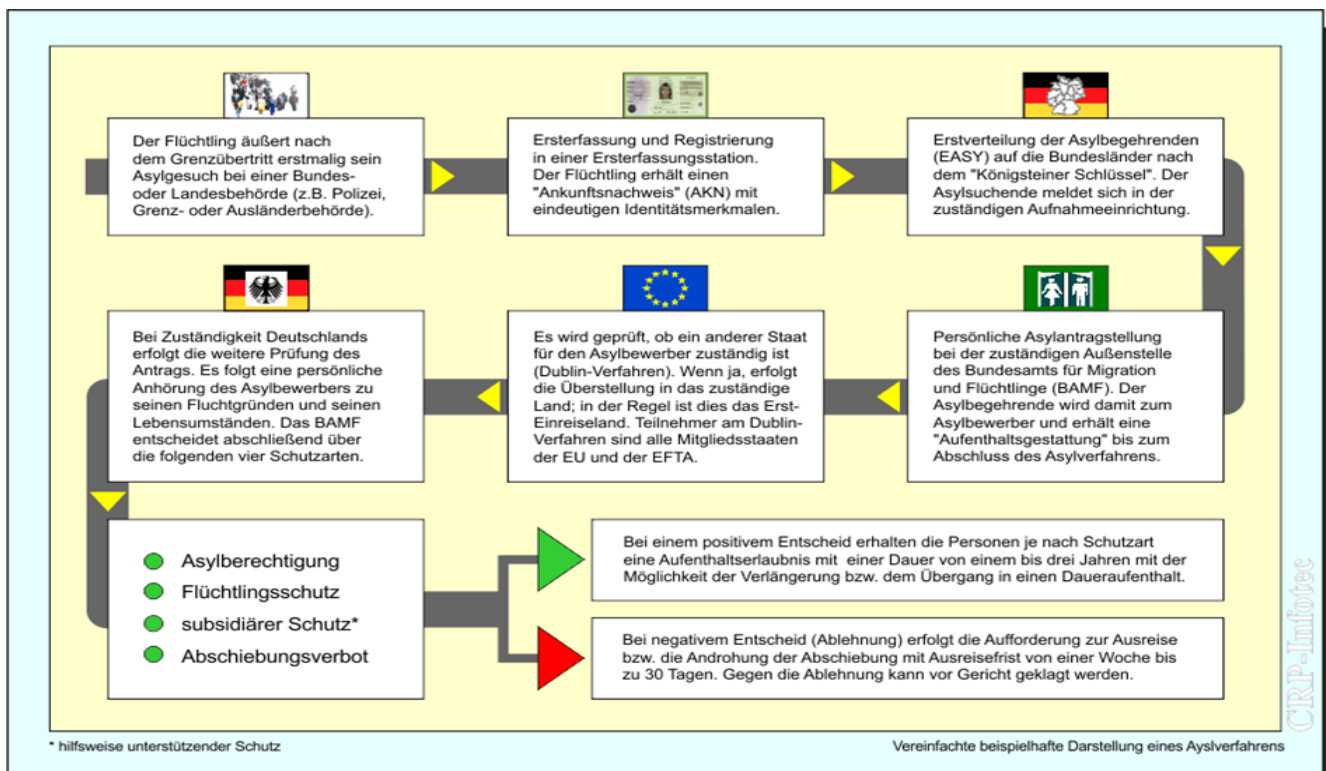 Der Flüchtling äußert nach
dem Grenzübertritt erstmalig sein
Asylgesuch bei einer Bundes-
oder Landesbehörde (z.B. Polizei,
Grenz- oder Ausländerbehörde).
Ersterfassung und Registrierung
in einer Ersterfassungsstation.
Der Flüchtling erhält einen
"Ankunftsnachweis" (AKN) mit
eindeutigen Identitätsmerkmalen.
Erstverteilung der Asylbegehrenden
(EASY) auf die Bundesländer nach
dem "Königsteiner Schlüssel". Der
Asylsuchende meldet sich in der
zuständigen Aufnahmeeinrichtung.
Persönliche Asylantragstellung
bei der zuständigen Außenstelle
des Bundesamts für Migration
und Flüchtlinge (BAMF). Der
Asylbegehrende wird damit zum
Asylbewerber und erhält eine
"Aufenthaltsgestattung" bis zum
Abschluss des Asylverfahrens.
Es wird geprüft, ob ein anderer Staat
für den Asylbewerber zuständig ist
(Dublin-Verfahren). Wenn ja, erfolgt
die Überstellung in das zuständige
Land; in der Regel ist dies das Erst-
Einreiseland. Teilnehmer am Dublin-
Verfahren sind alle Mitgliedsstaaten
der EU und der EFTA.
Bei Zuständigkeit Deutschlands
erfolgt die weitere Prüfung des
Antrags. Es folgt eine persönliche
Anhörung des Asylbewerbers zu
seinen Fluchtgründen und seinen
Lebensumständen. Das BAMF
entscheidet abschließend über
die folgenden vier Schutzarten.
Asylberechtigung
Flüchtlingsschutz
subsidiärer Schutz*
Abschiebungsverbot
Bei einem positivem Entscheid erhalten die Personen je nach Schutzart
eine Aufenthaltserlaubnis mit einer Dauer von einem bis drei Jahren mit der
Möglichkeit der Verlängerung bzw. dem Übergang in einen Daueraufenthalt.
Bei negativem Entscheid (Ablehnung) erfolgt die Aufforderung zur Ausreise
bzw. die Androhung der Abschiebung mit Ausreisefrist von einer Woche bis
zu 30 Tagen. Gegen die Ablehnung kann vor Gericht geklagt werden.
CRP-Infotec
* hilfsweise unterstützender Schutz
Vereinfachte beispielhafte Darstellung eines Ayslverfahrens